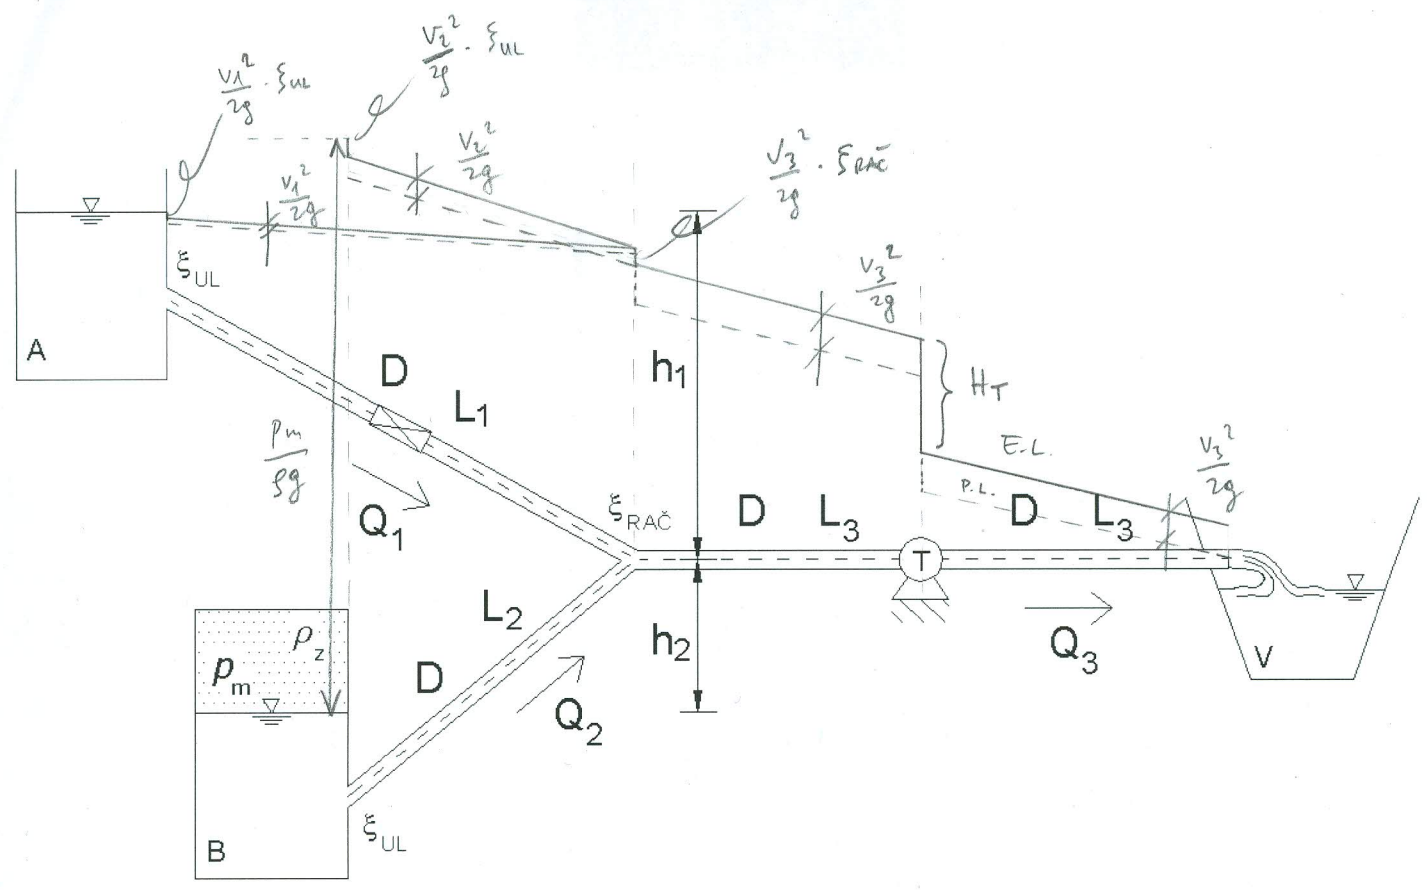 v₂²/2g · ξUL
v₁²/2g · ξUL
v₂²/2g
v₃²/2g · ξRAČ
v₁²/2g
v₃²/2g
ξUL
A
h₁
HT
D
L₁
E.L.
v₃²/2g
pm/ρg
P.L.
Q₁
ξRAČ
D
L₃
D
L₃
T
L₂
ρz
pm
h₂
Q₃
V
D
Q₂
ξUL
B